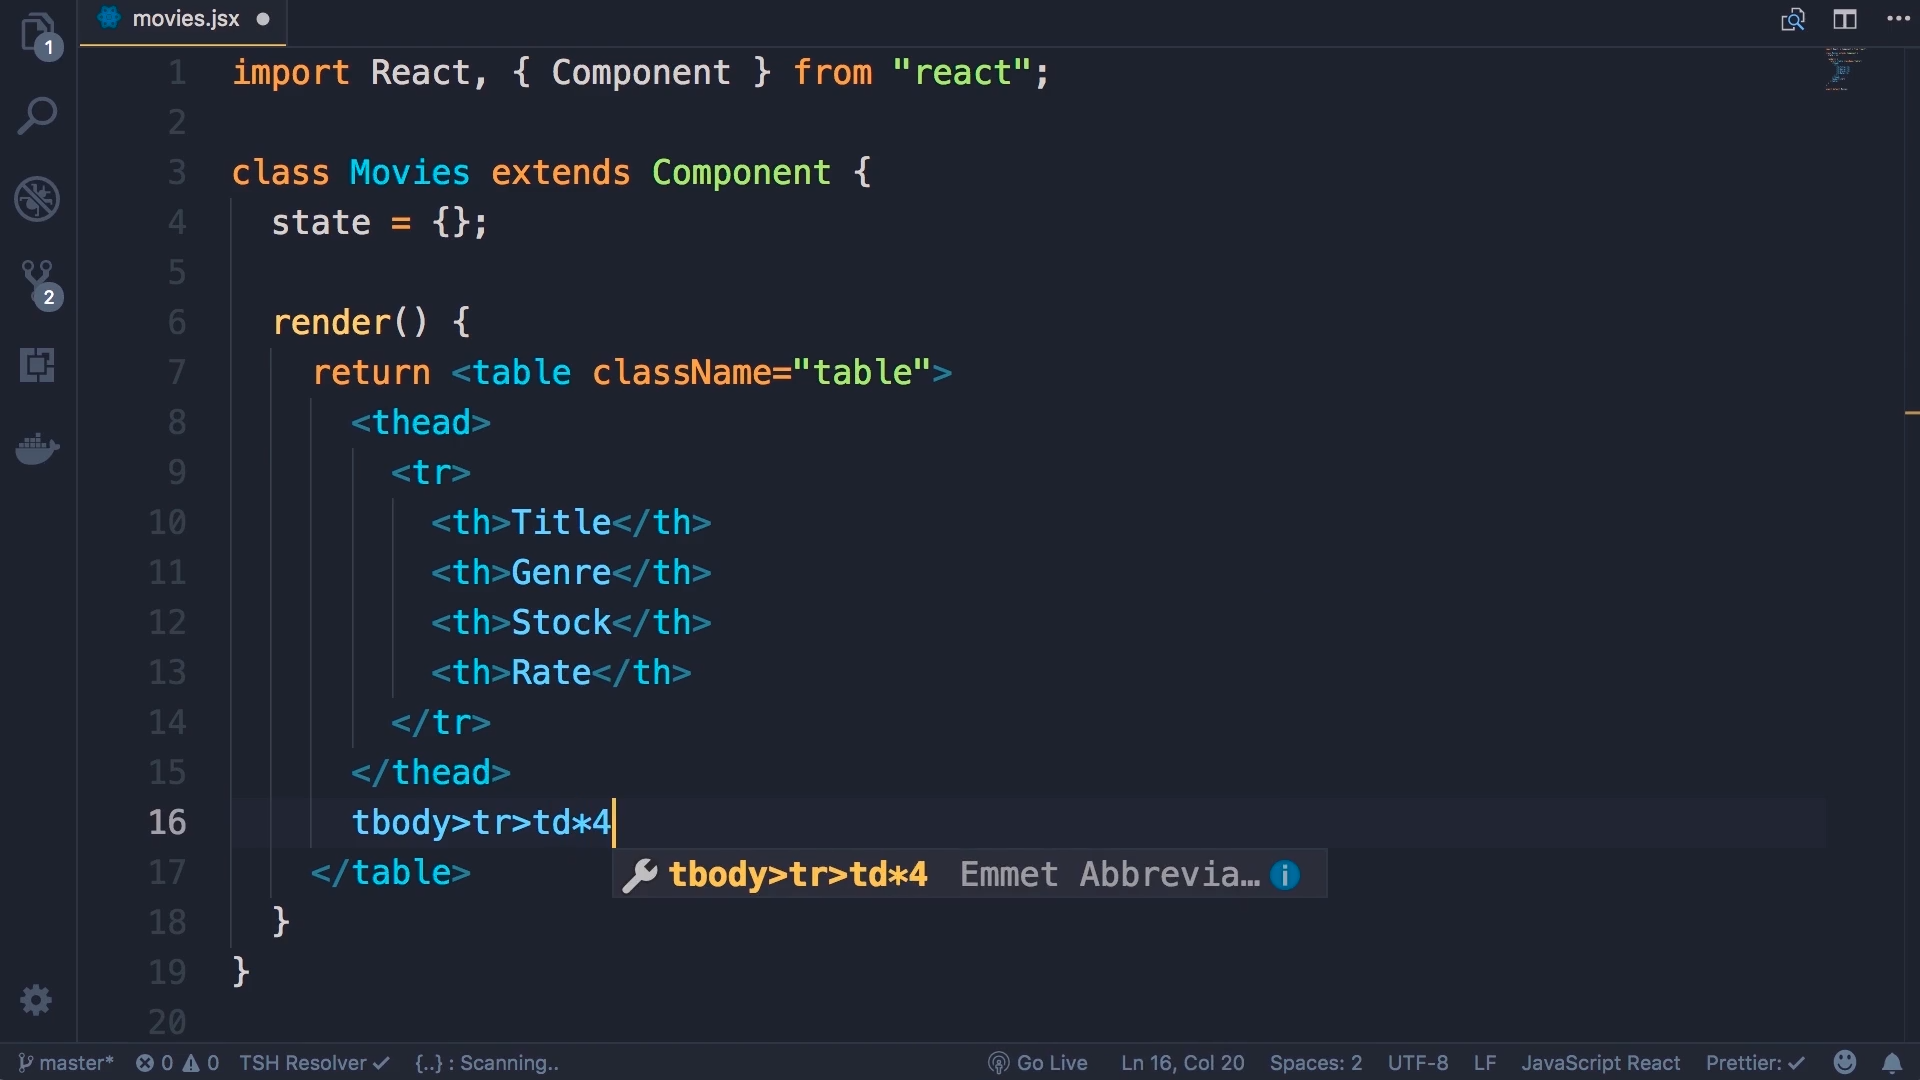 movies.jsx
1
2
1 import React, { Component } from "react";
2
3 class Movies extends Component {
4 state = {};
5
6 render() {
7 return <table className="table">
8 <thead>
9 <tr>
10 <th>Title</th>
11 <th>Genre</th>
12 <th>Stock</th>
13 <th>Rate</th>
14 </tr>
15 </thead>
16 tbody>tr>td*4
17 </table>
tbody>tr>td*4 Emmet Abbrevia…
18 }
19 }
20
master* 0 0 TSH Resolver ✓ {..} : Scanning.. Go Live Ln 16, Col 20 Spaces: 2 UTF-8 LF JavaScript React Prettier: ✓